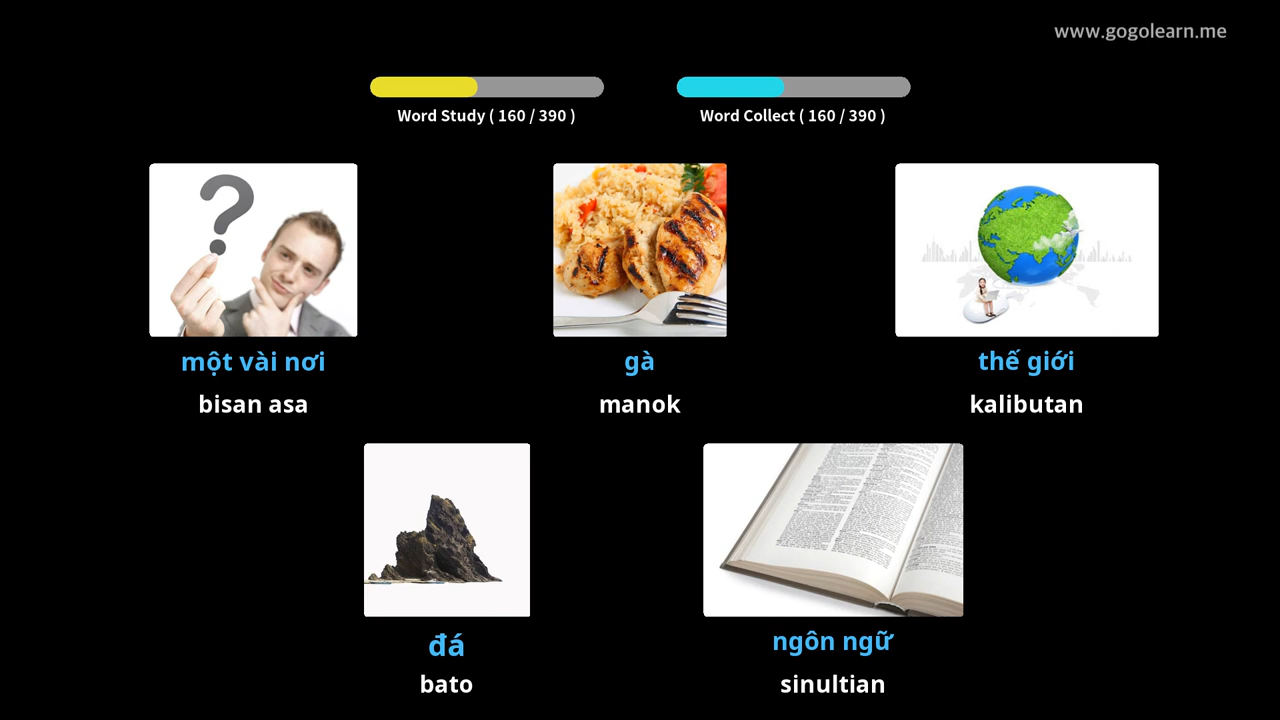 www.gogolearn.me
Word Study ( 160 / 390 )
Word Collect ( 160 / 390 )
một vài nơi
bisan asa
gà
manok
thế giới
kalibutan
đá
bato
ngôn ngữ
sinultian